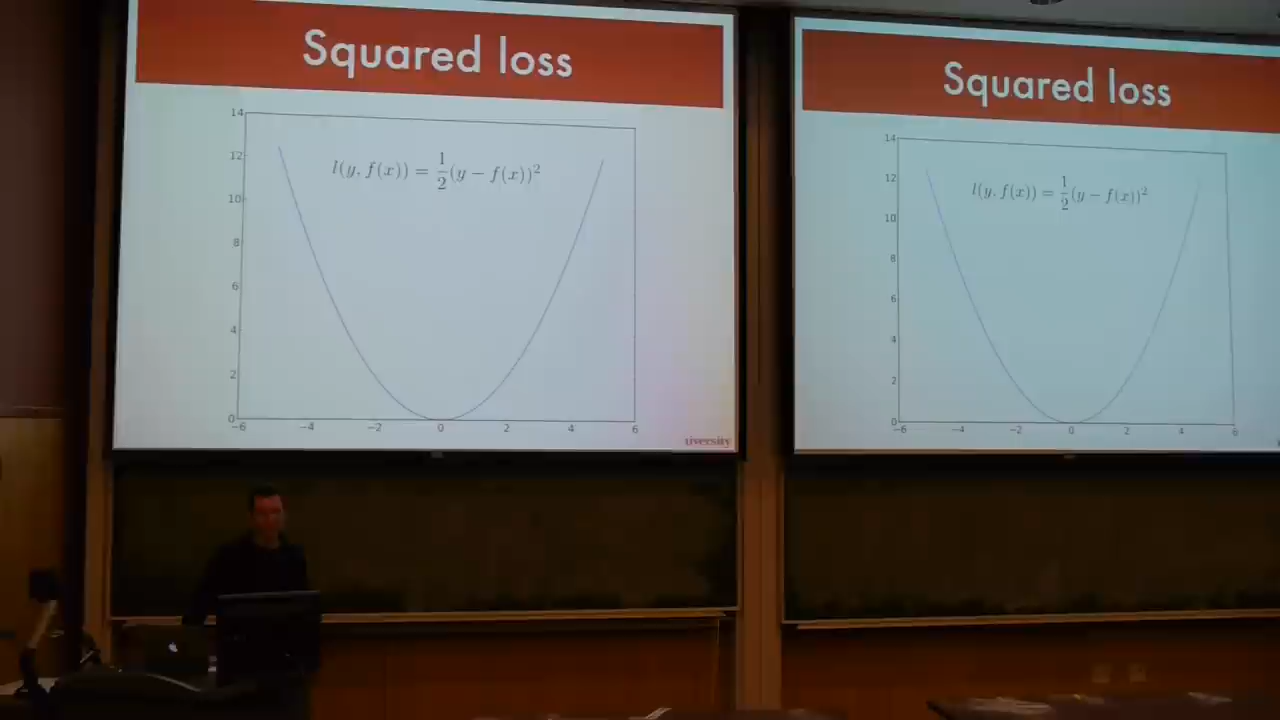 Squared loss
14
12
10
8
6
4
2
0
l(y, f(x)) = 1/2 (y − f(x))²
−6 −4 −2 0 2 4 6
iversity
Squared loss
14
12
10
8
6
4
2
0
l(y, f(x)) = 1/2 (y − f(x))²
−6 −4 −2 0 2 4 6